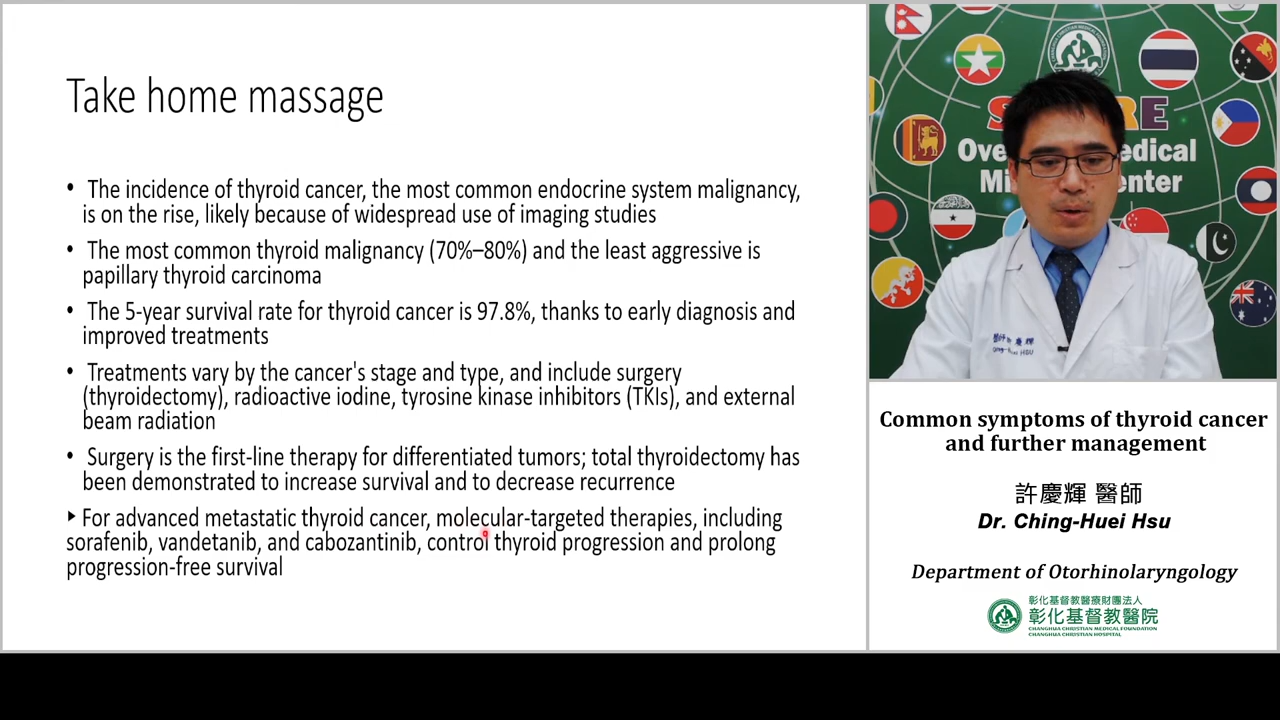 Take home massage
• The incidence of thyroid cancer, the most common endocrine system malignancy,
is on the rise, likely because of widespread use of imaging studies
• The most common thyroid malignancy (70%–80%) and the least aggressive is
papillary thyroid carcinoma
• The 5-year survival rate for thyroid cancer is 97.8%, thanks to early diagnosis and
improved treatments
• Treatments vary by the cancer's stage and type, and include surgery
(thyroidectomy), radioactive iodine, tyrosine kinase inhibitors (TKIs), and external
beam radiation
• Surgery is the first-line therapy for differentiated tumors; total thyroidectomy has
been demonstrated to increase survival and to decrease recurrence
‣ For advanced metastatic thyroid cancer, molecular-targeted therapies, including
sorafenib, vandetanib, and cabozantinib, control thyroid progression and prolong
progression-free survival
Common symptoms of thyroid cancer
and further management
許慶輝 醫師
Dr. Ching-Huei Hsu
Department of Otorhinolaryngology
彰化基督教醫療財團法人
彰化基督教醫院
CHANGHUA CHRISTIAN MEDICAL FOUNDATION
CHANGHUA CHRISTIAN HOSPITAL